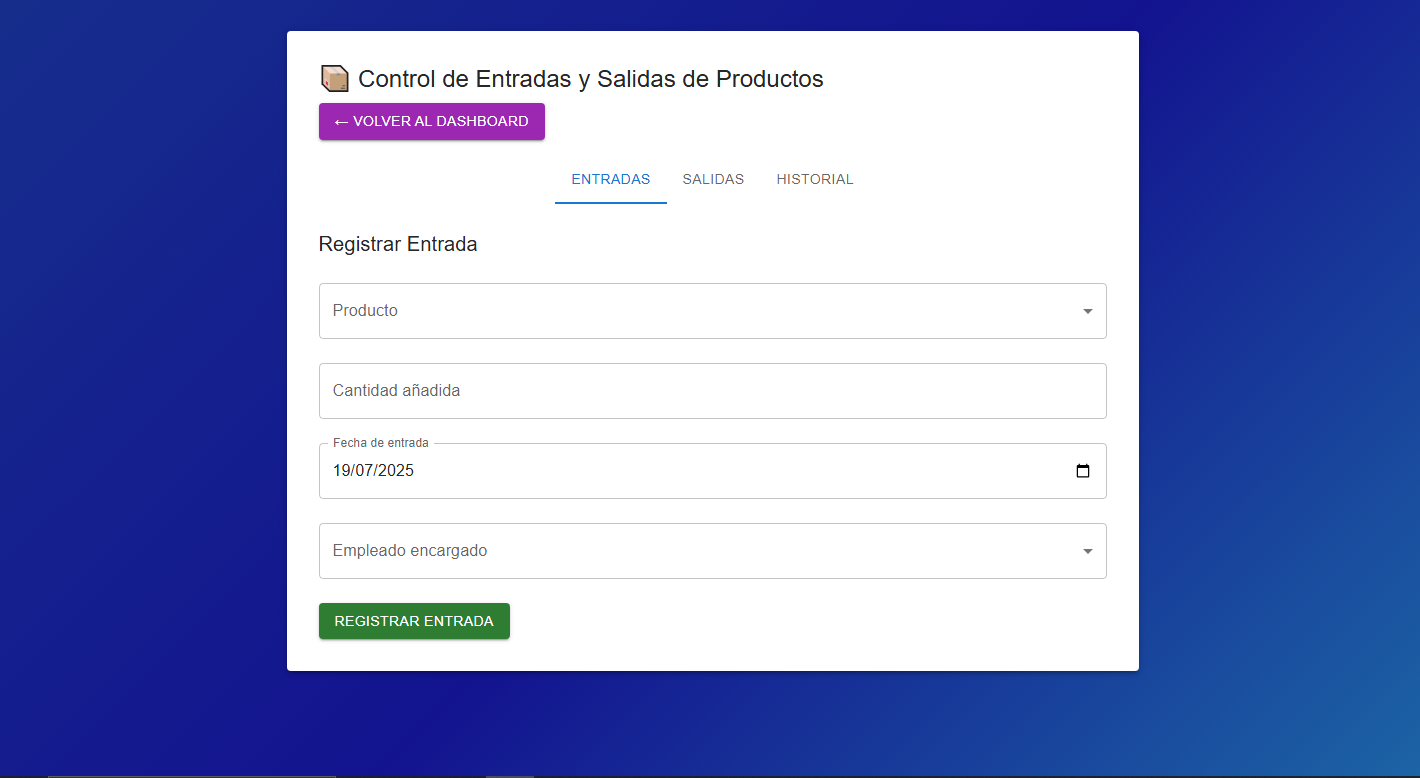 Control de Entradas y Salidas de Productos
← VOLVER AL DASHBOARD
ENTRADAS SALIDAS HISTORIAL
Registrar Entrada
Producto
Cantidad añadida
Fecha de entrada
19/07/2025
Empleado encargado
REGISTRAR ENTRADA